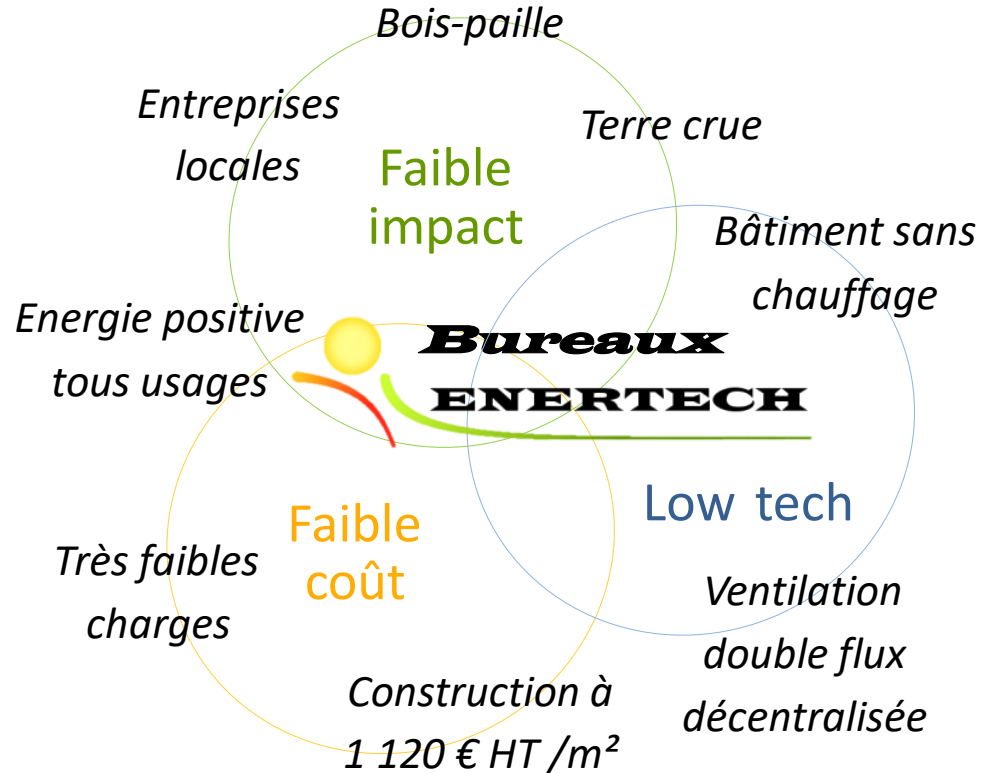 Bois-paille
Entreprises
locales
Terre crue
Faible
impact
Bâtiment sans
chauffage
Energie positive
tous usages
Bureaux
ENERTECH
Low tech
Faible
coût
Très faibles
charges
Ventilation
double flux
décentralisée
Construction à
1 120 € HT /m²